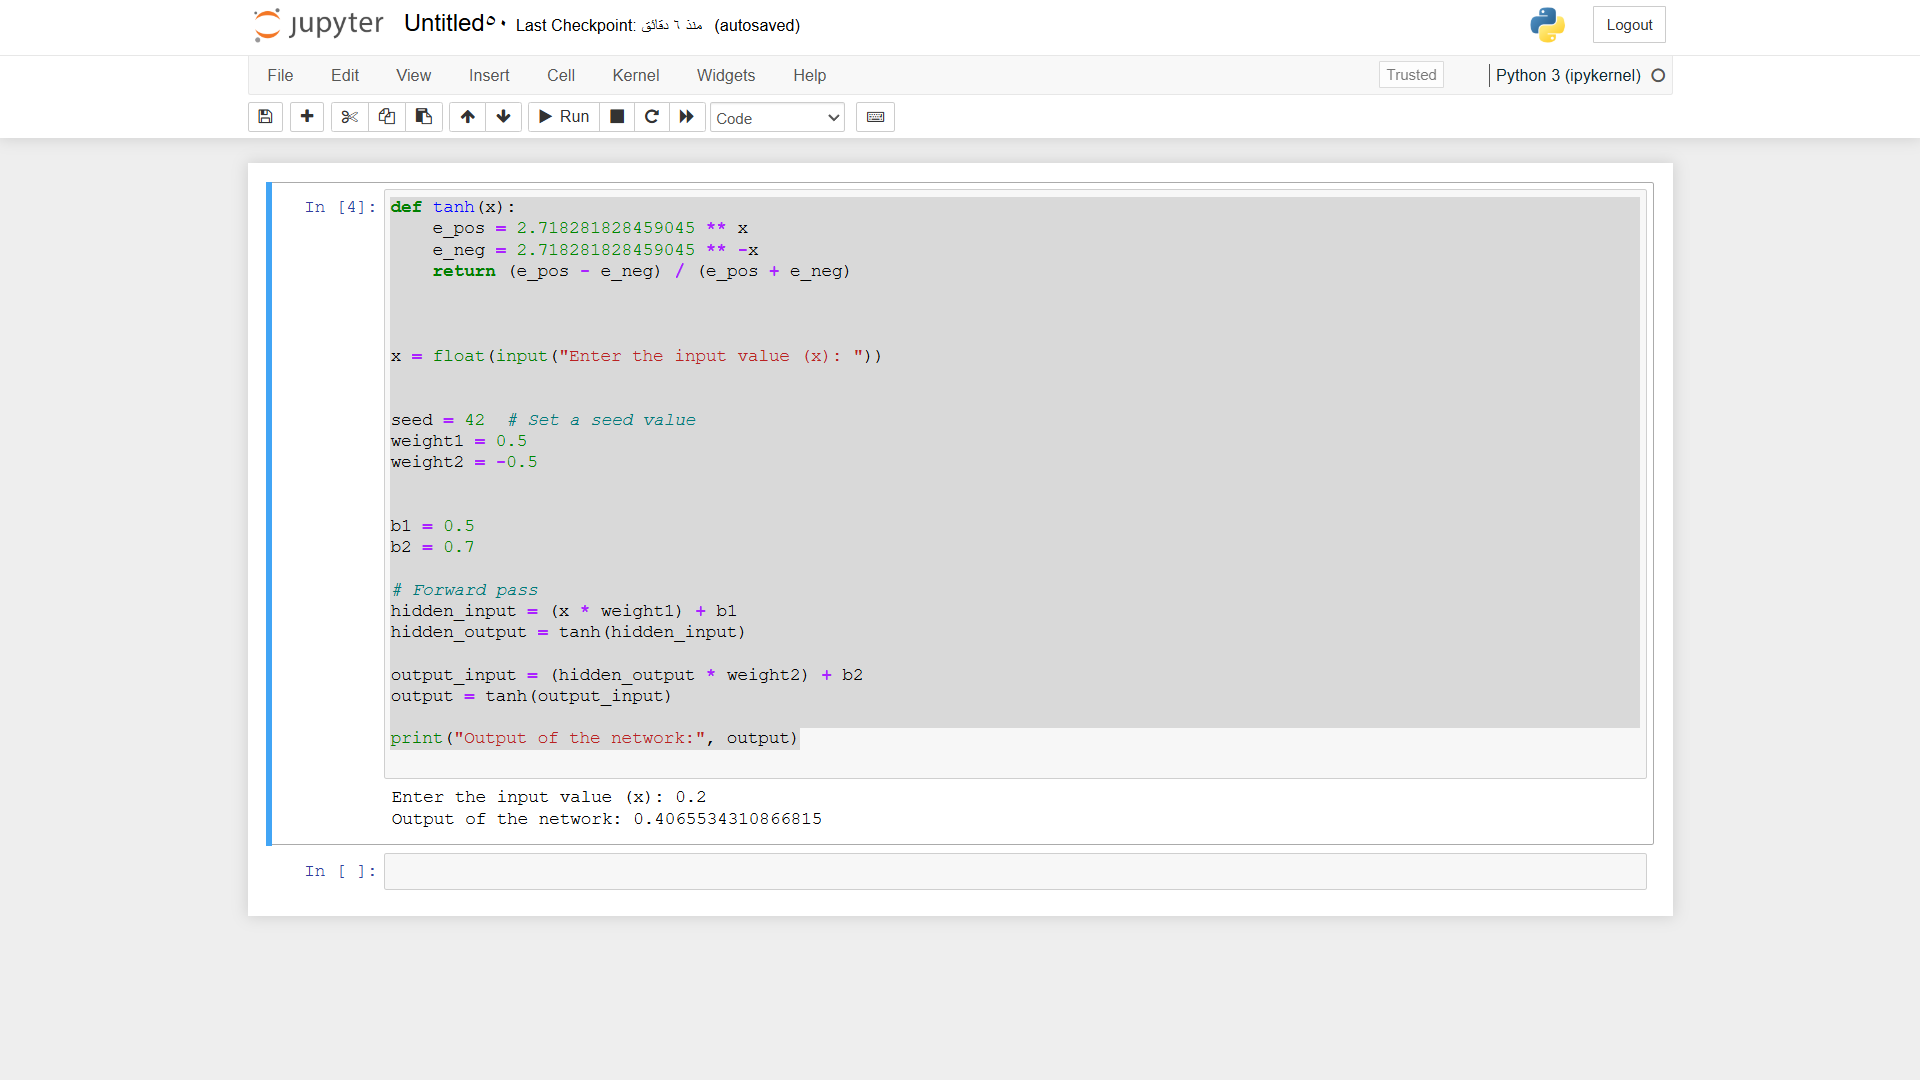 jupyter Untitled٥٠ Last Checkpoint: منذ ٦ دقائق (autosaved) Logout
File Edit View Insert Cell Kernel Widgets Help Trusted Python 3 (ipykernel)
Run Code
In [4]: def tanh(x):
    e_pos = 2.718281828459045 ** x
    e_neg = 2.718281828459045 ** -x
    return (e_pos - e_neg) / (e_pos + e_neg)
x = float(input("Enter the input value (x): "))
seed = 42  # Set a seed value
weight1 = 0.5
weight2 = -0.5
b1 = 0.5
b2 = 0.7
# Forward pass
hidden_input = (x * weight1) + b1
hidden_output = tanh(hidden_input)
output_input = (hidden_output * weight2) + b2
output = tanh(output_input)
print("Output of the network:", output)
Enter the input value (x): 0.2
Output of the network: 0.4065534310866815
In [ ]: